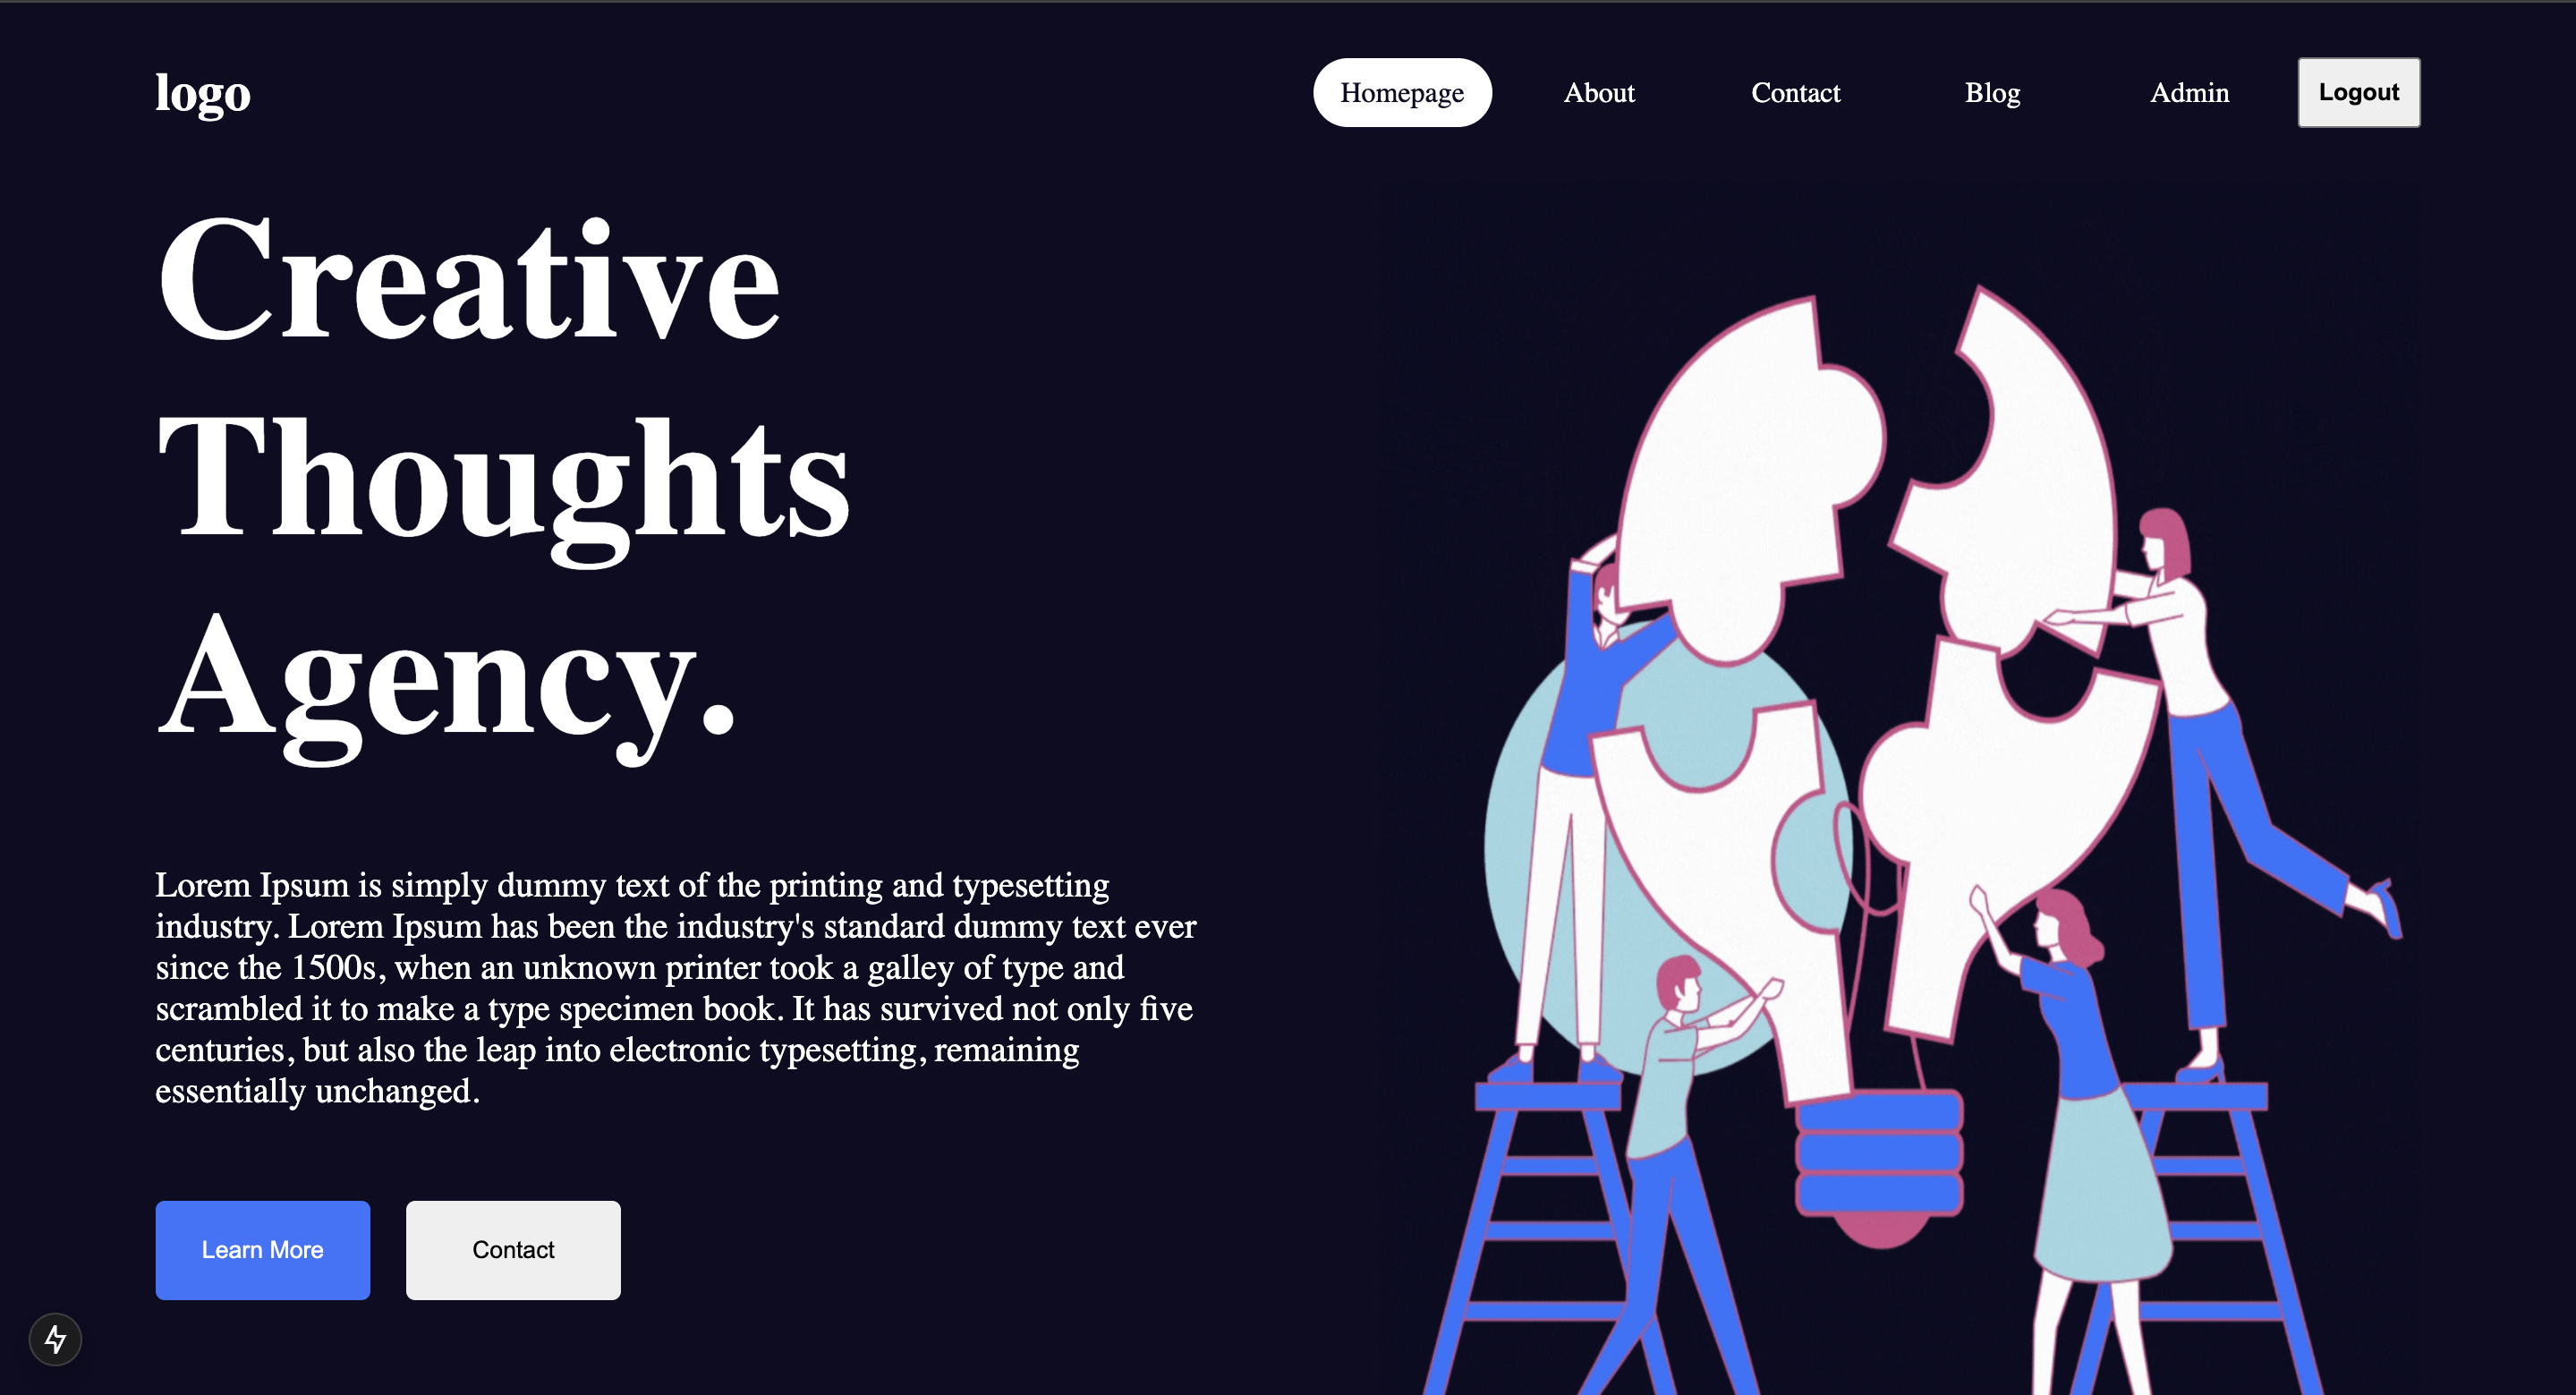 logo
Homepage About Contact Blog Admin Logout
Creative
Thoughts
Agency.
Lorem Ipsum is simply dummy text of the printing and typesetting
industry. Lorem Ipsum has been the industry's standard dummy text ever
since the 1500s, when an unknown printer took a galley of type and
scrambled it to make a type specimen book. It has survived not only five
centuries, but also the leap into electronic typesetting, remaining
essentially unchanged.
Learn More Contact